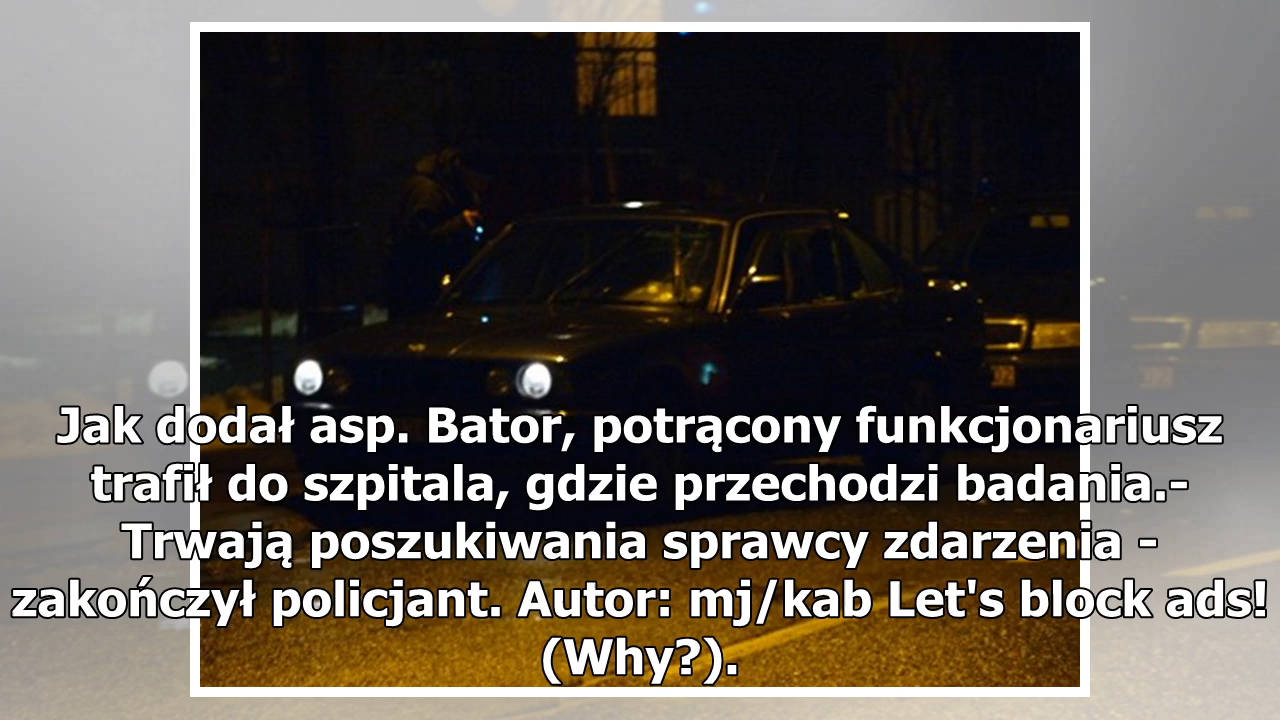 Jak dodał asp. Bator, potrącony funkcjonariusz
trafił do szpitala, gdzie przechodzi badania.-
Trwają poszukiwania sprawcy zdarzenia -
zakończył policjant. Autor: mj/kab Let's block ads!
(Why?).